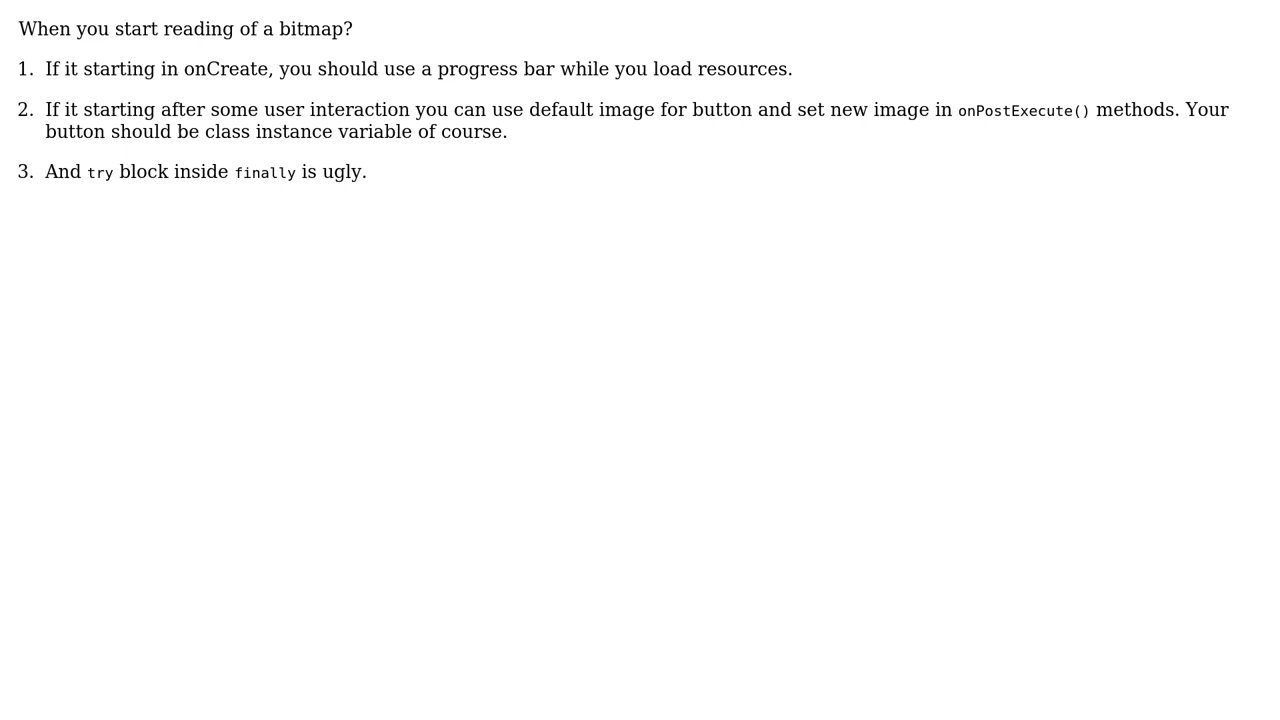 When you start reading of a bitmap?
1. If it starting in onCreate, you should use a progress bar while you load resources.
2. If it starting after some user interaction you can use default image for button and set new image in onPostExecute() methods. Your
button should be class instance variable of course.
3. And try block inside finally is ugly.